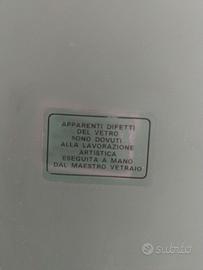 APPARENTI DIFETTI
DEL VETRO
SONO DOVUTI
ALLA LAVORAZIONE
ARTISTICA
ESEGUITA A MANO
DAL MAESTRO VETRAIO
subito